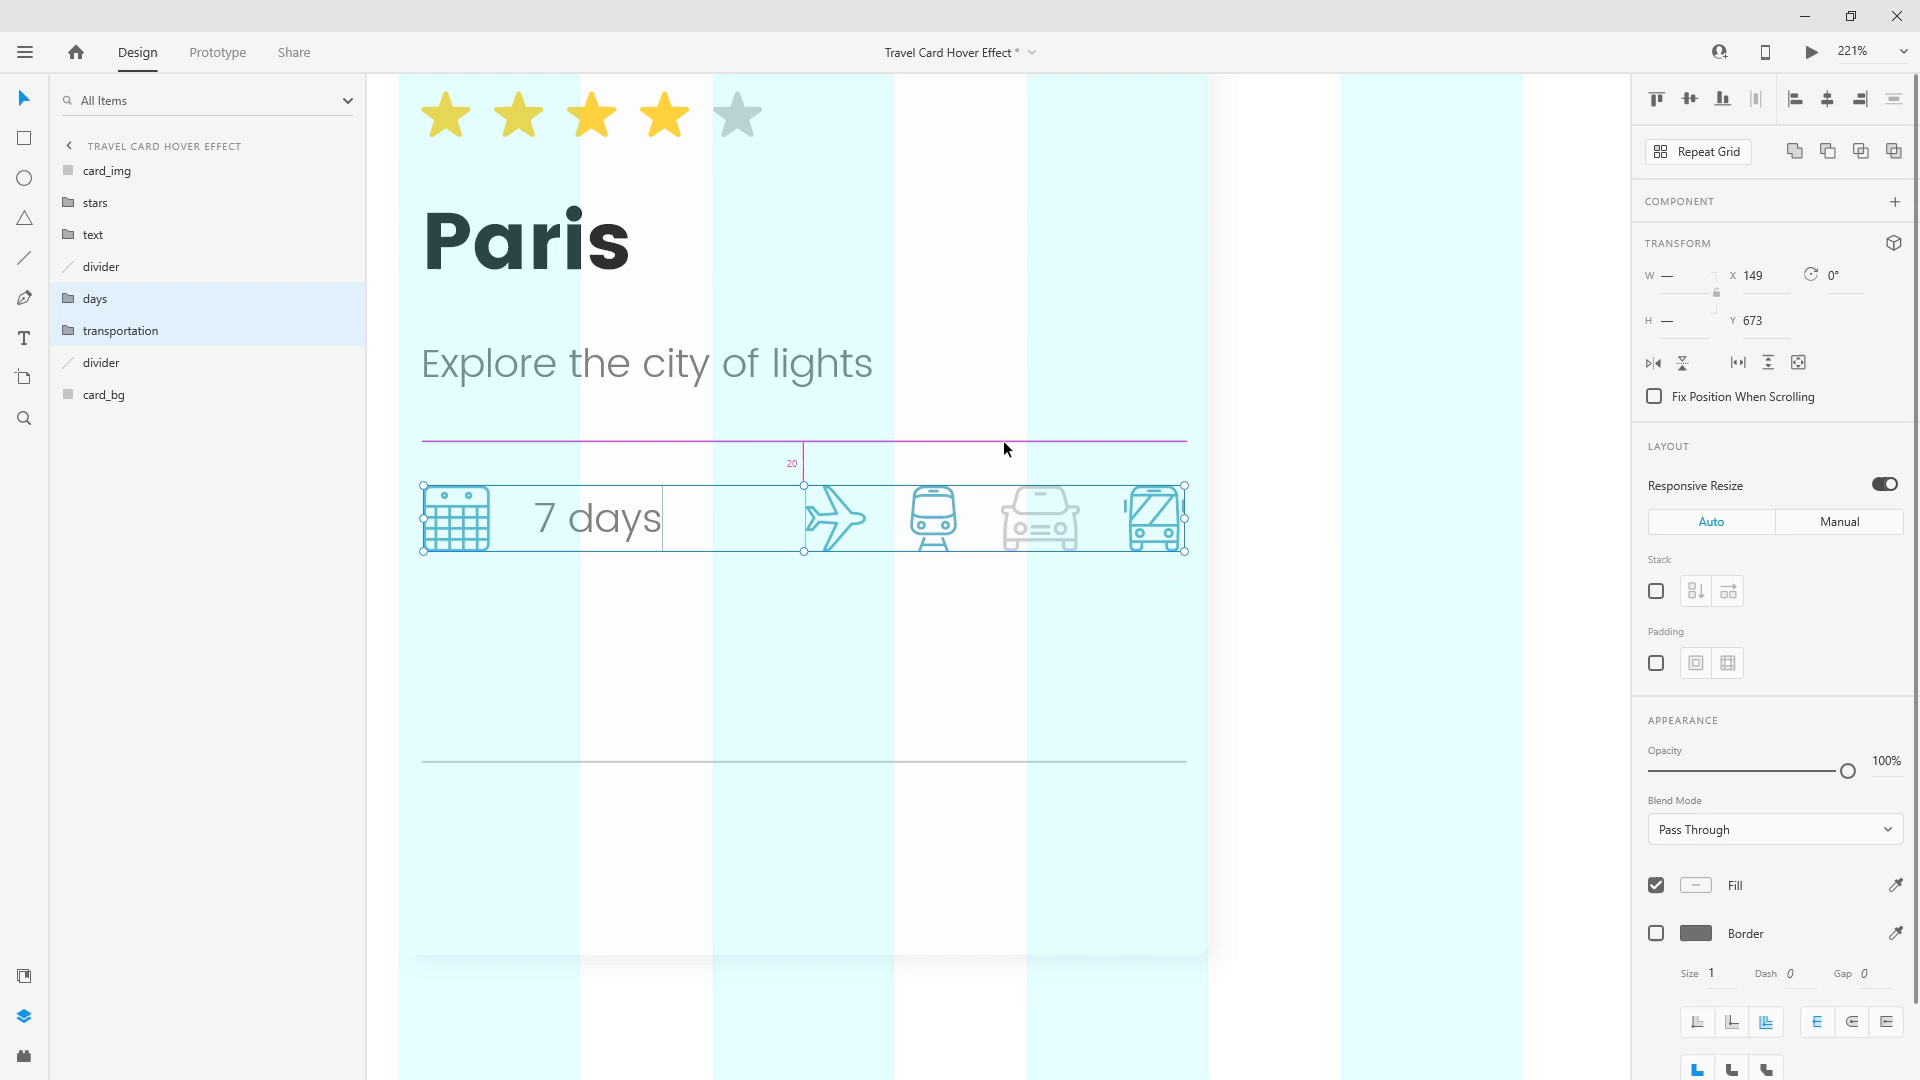 Design Prototype Share
Travel Card Hover Effect *
221%
All Items
TRAVEL CARD HOVER EFFECT
card_img
stars
text
divider
days
transportation
divider
card_bg
Paris
Explore the city of lights
20
7 days
Repeat Grid
COMPONENT
TRANSFORM
W — X 149 0°
H — Y 673
Fix Position When Scrolling
LAYOUT
Responsive Resize
Auto Manual
Stack
Padding
APPEARANCE
Opacity
100%
Blend Mode
Pass Through
Fill
Border
Size 1 Dash 0 Gap 0